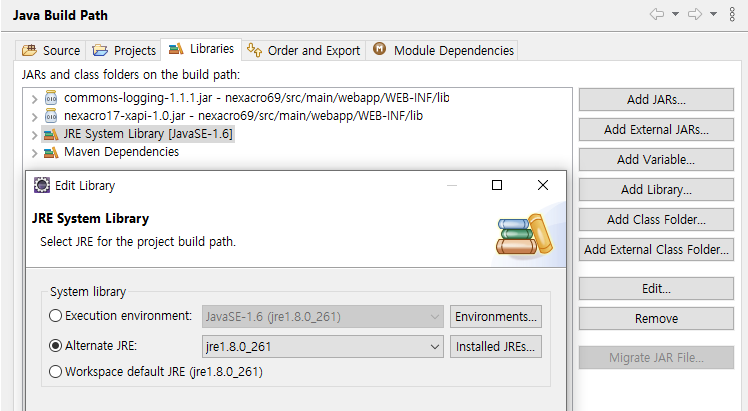 Java Build Path
Source Projects Libraries Order and Export Module Dependencies
JARs and class folders on the build path:
commons-logging-1.1.1.jar - nexacro69/src/main/webapp/WEB-INF/lib
nexacro17-xapi-1.0.jar - nexacro69/src/main/webapp/WEB-INF/lib
JRE System Library [JavaSE-1.6]
Maven Dependencies
Add JARs...
Add External JARs...
Add Variable...
Add Library...
Add Class Folder...
Add External Class Folder...
Edit...
Remove
Migrate JAR File...
Edit Library
JRE System Library
Select JRE for the project build path.
System library
Execution environment: JavaSE-1.6 (jre1.8.0_261) Environments...
Alternate JRE: jre1.8.0_261 Installed JREs...
Workspace default JRE (jre1.8.0_261)